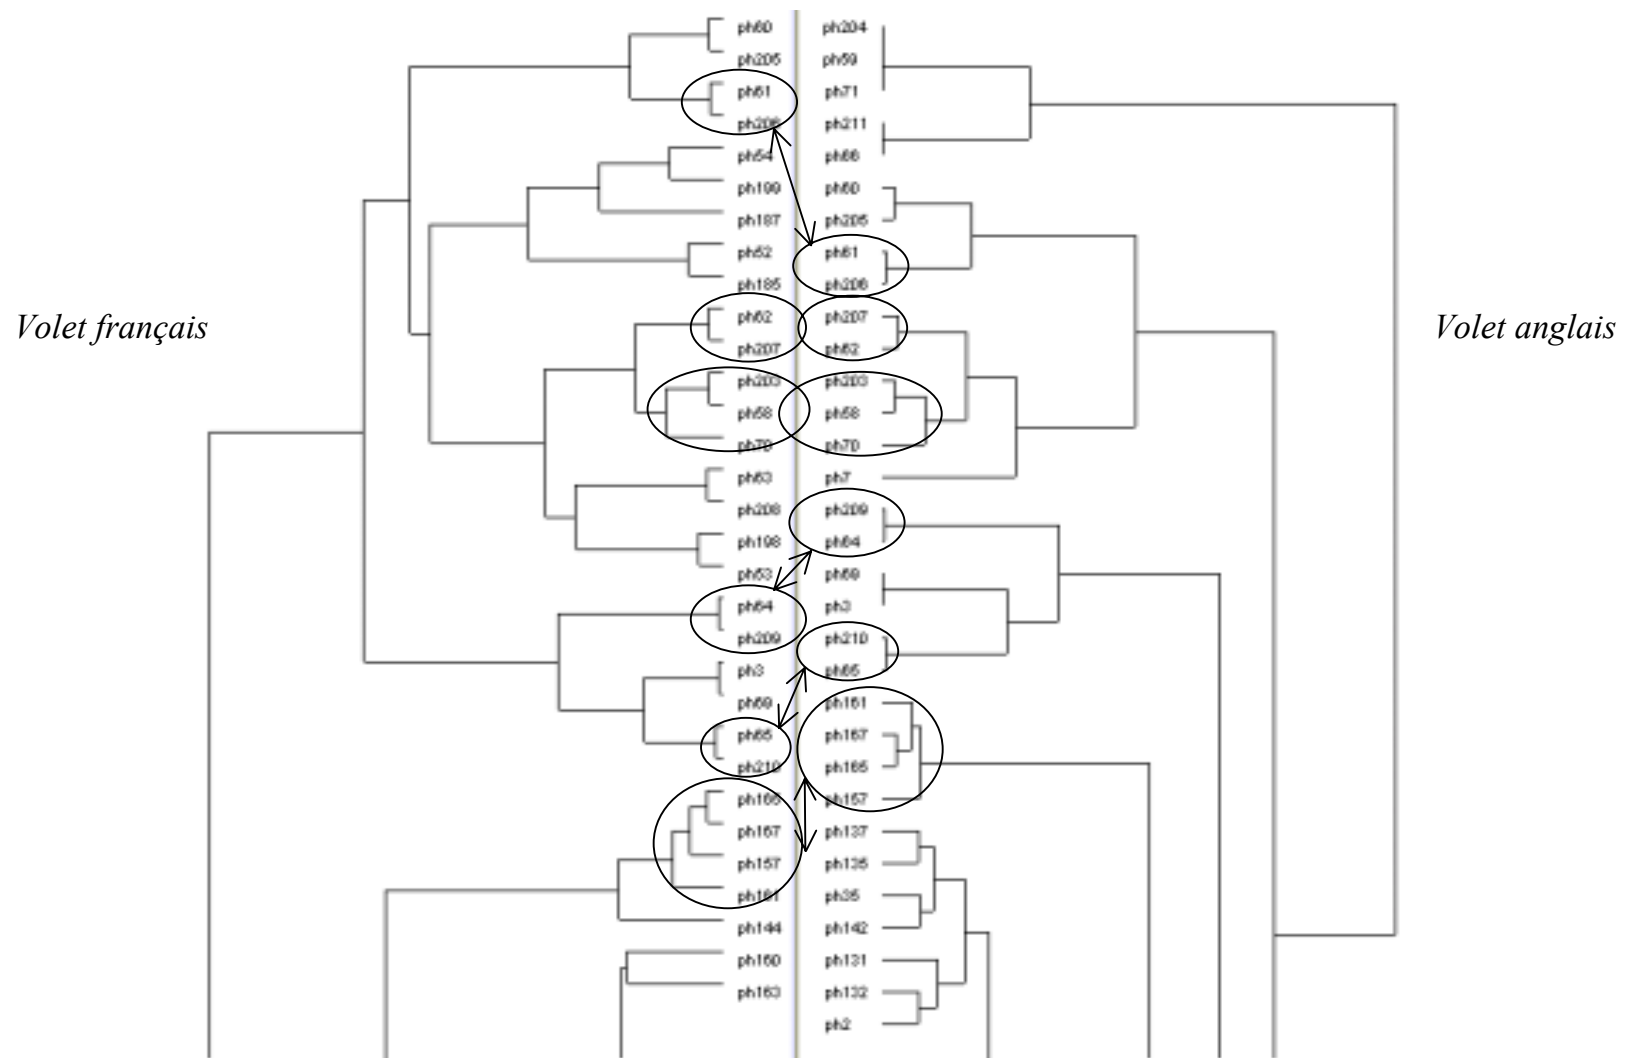 Volet français
ph60
ph205
ph61
ph206
ph54
ph199
ph187
ph52
ph185
ph62
ph207
ph203
ph58
ph70
ph63
ph208
ph198
ph53
ph64
ph209
ph3
ph69
ph65
ph210
ph165
ph167
ph157
ph161
ph144
ph160
ph163
ph204
ph59
ph71
ph211
ph66
ph60
ph205
ph61
ph206
ph207
ph62
ph203
ph58
ph70
ph7
ph209
ph64
ph69
ph3
ph210
ph65
ph161
ph167
ph165
ph157
ph137
ph135
ph35
ph142
ph131
ph132
ph2
Volet anglais